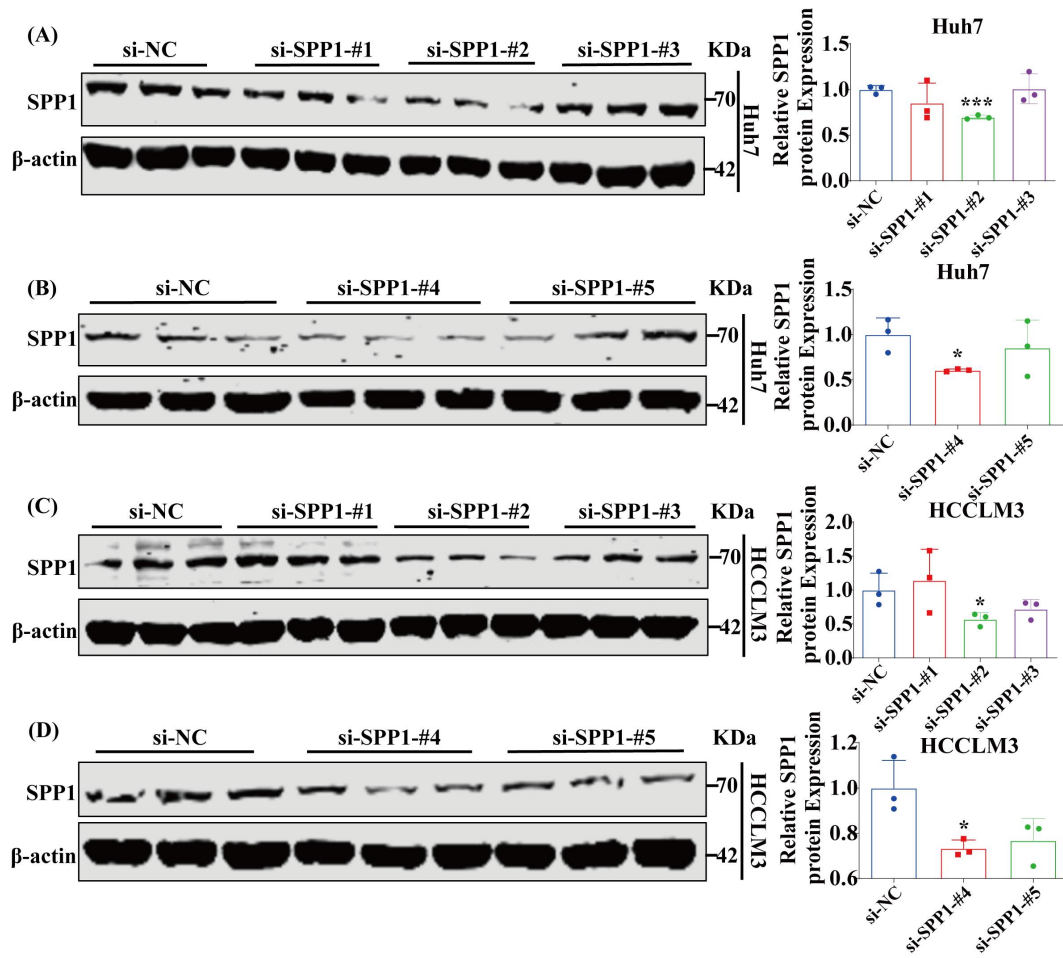 (A)
si-NC si-SPP1-#1 si-SPP1-#2 si-SPP1-#3 KDa
SPP1
70
β-actin
42
Huh7
Huh7
Relative SPP1
protein Expression
1.5
1.0
0.5
0.0
***
si-NC
si-SPP1-#1
si-SPP1-#2
si-SPP1-#3
(B)
si-NC si-SPP1-#4 si-SPP1-#5 KDa
SPP1
70
β-actin
42
Huh7
Huh7
Relative SPP1
protein Expression
1.5
1.0
0.5
0.0
*
si-NC
si-SPP1-#4
si-SPP1-#5
(C)
si-NC si-SPP1-#1 si-SPP1-#2 si-SPP1-#3 KDa
SPP1
70
β-actin
42
HCCLM3
HCCLM3
Relative SPP1
protein Expression
2.0
1.5
1.0
0.5
0.0
*
si-NC
si-SPP1-#1
si-SPP1-#2
si-SPP1-#3
(D)
si-NC si-SPP1-#4 si-SPP1-#5 KDa
SPP1
70
β-actin
42
HCCLM3
HCCLM3
Relative SPP1
protein Expression
1.2
1.0
0.8
0.6
*
si-NC
si-SPP1-#4
si-SPP1-#5